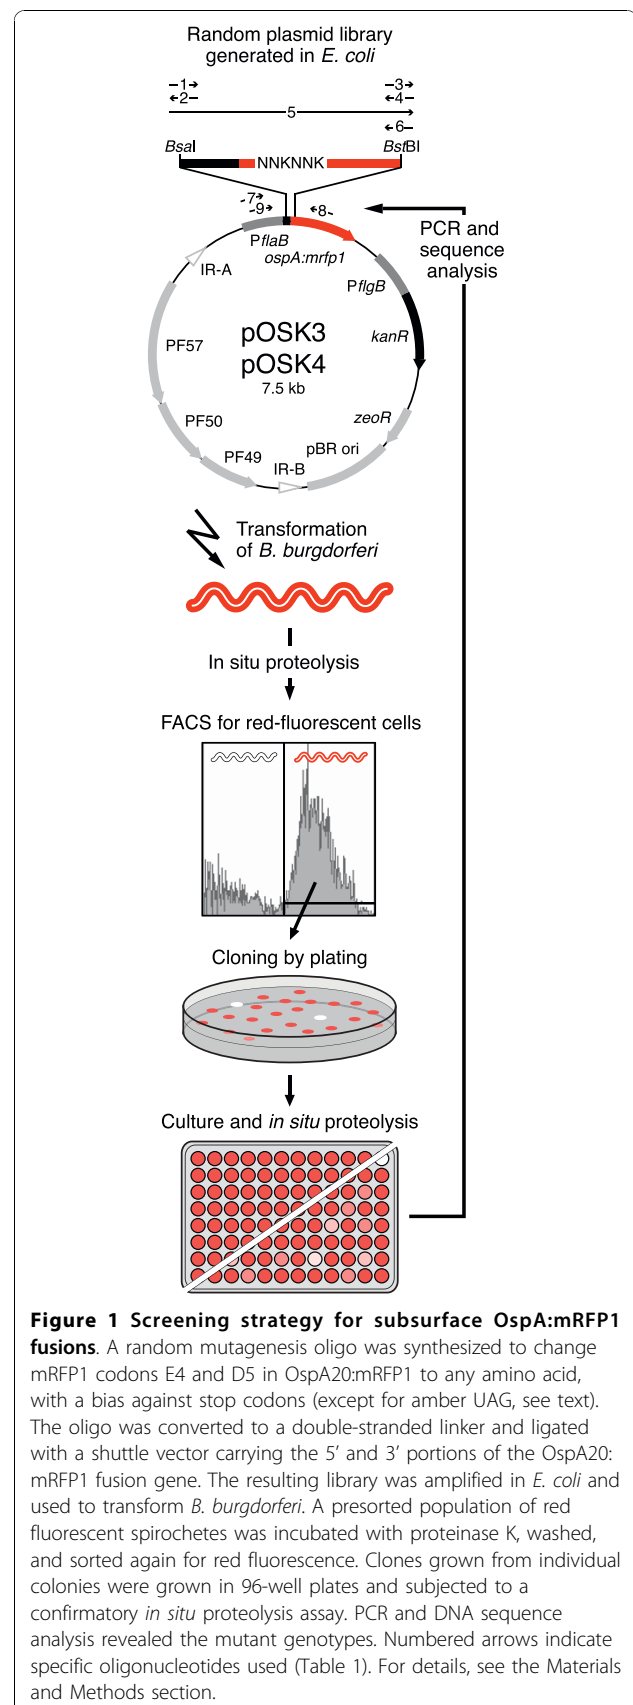 Random plasmid library
generated in E. coli
1 3
2 4
5
6
BsaI BstBI
NNKNNK
7
9 8
PflaB
ospA:mrfp1
PCR and
sequence
analysis
IR-A
PflgB
pOSK3
pOSK4
7.5 kb
kanR
PF57
zeoR
PF50
pBR ori
PF49
IR-B
Transformation
of B. burgdorferi
In situ proteolysis
FACS for red-fluorescent cells
Cloning by plating
Culture and in situ proteolysis
Figure 1 Screening strategy for subsurface OspA:mRFP1
fusions. A random mutagenesis oligo was synthesized to change
mRFP1 codons E4 and D5 in OspA20:mRFP1 to any amino acid,
with a bias against stop codons (except for amber UAG, see text).
The oligo was converted to a double-stranded linker and ligated
with a shuttle vector carrying the 5′ and 3′ portions of the OspA20:
mRFP1 fusion gene. The resulting library was amplified in E. coli and
used to transform B. burgdorferi. A presorted population of red
fluorescent spirochetes was incubated with proteinase K, washed,
and sorted again for red fluorescence. Clones grown from individual
colonies were grown in 96-well plates and subjected to a
confirmatory in situ proteolysis assay. PCR and DNA sequence
analysis revealed the mutant genotypes. Numbered arrows indicate
specific oligonucleotides used (Table 1). For details, see the Materials
and Methods section.